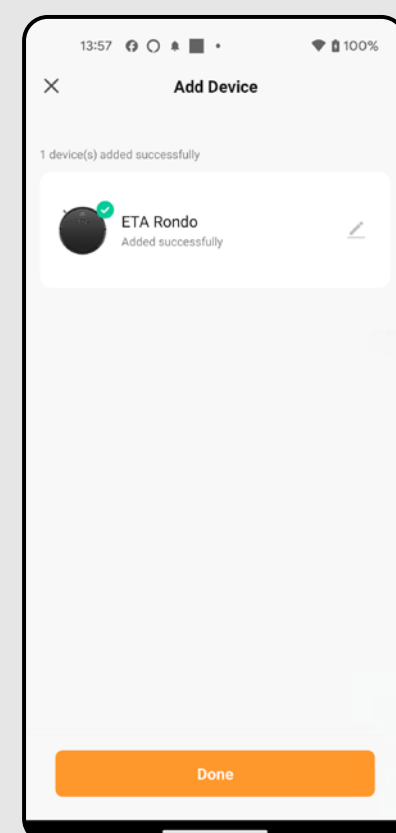 13:57
100%
Add Device
1 device(s) added successfully
ETA Rondo
Added successfully
Done